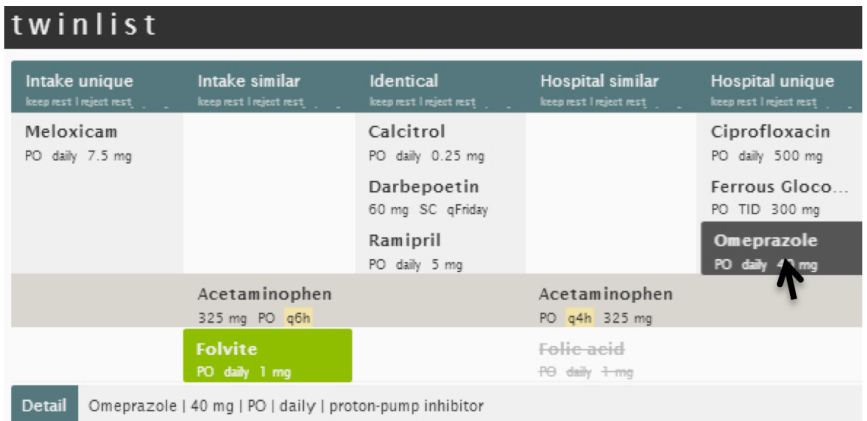 twinlist
Intake unique Intake similar Identical Hospital similar Hospital unique
keep rest | reject rest keep rest | reject rest keep rest | reject rest keep rest | reject rest keep rest | reject rest
Meloxicam Calcitrol Ciprofloxacin
PO daily 7.5 mg PO daily 0.25 mg PO daily 500 mg
Darbepoetin Ferrous Gloco...
60 mg SC qFriday PO TID 300 mg
Ramipril Omeprazole
PO daily 5 mg PO daily mg
Acetaminophen Acetaminophen
325 mg PO q6h PO q4h 325 mg
Folvite Folic acid
PO daily 1 mg PO daily 1 mg
Detail Omeprazole | 40 mg | PO | daily | proton-pump inhibitor